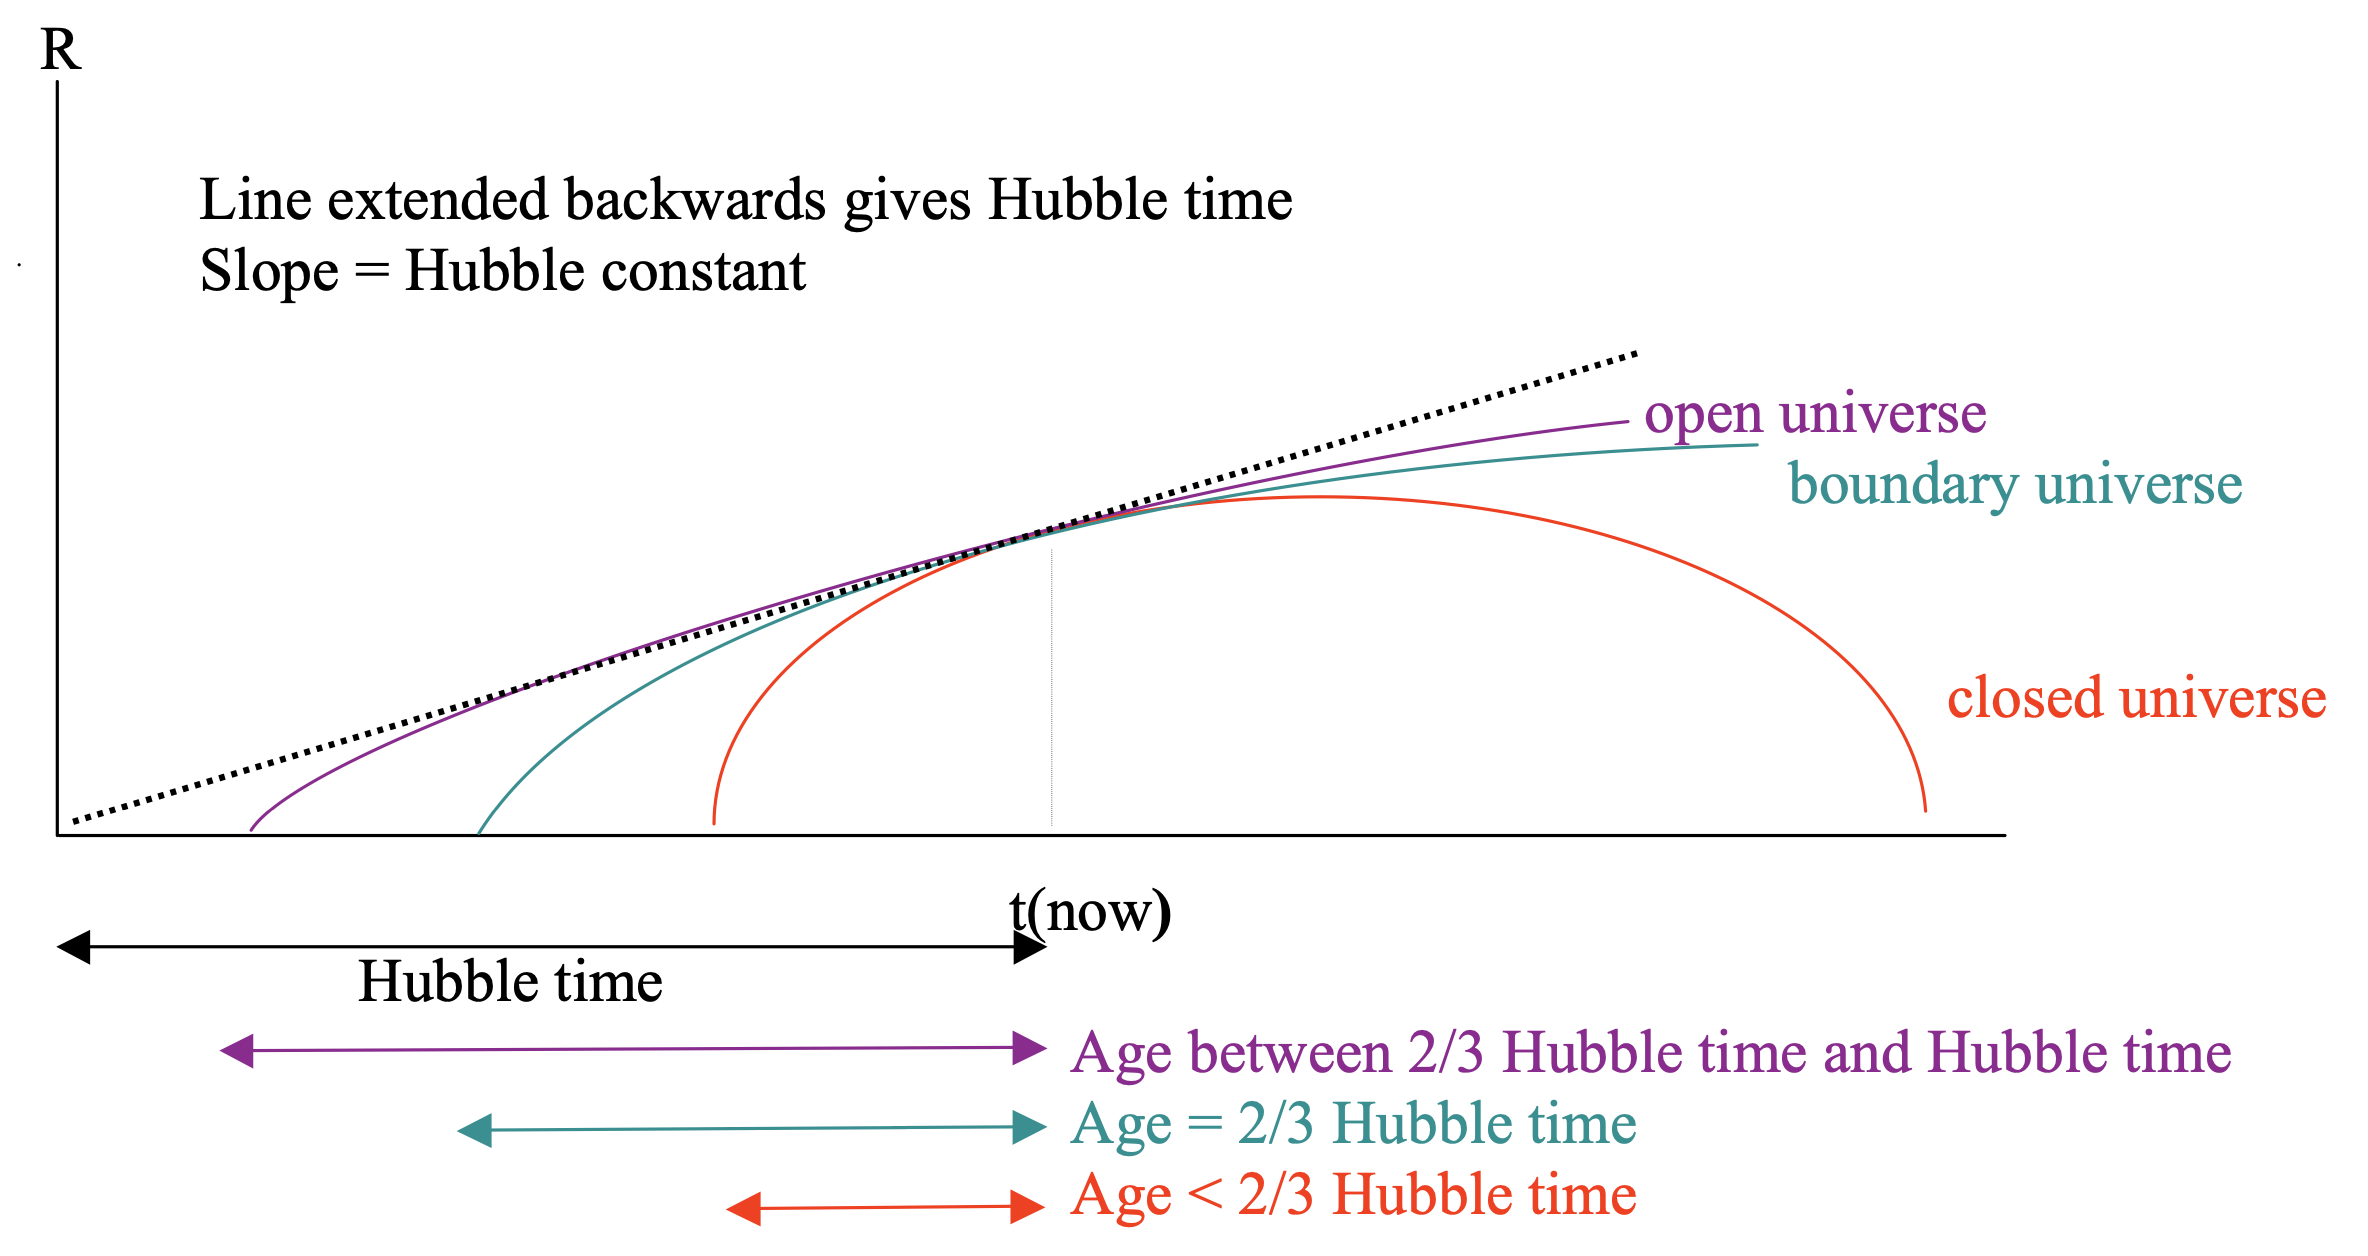 R
Line extended backwards gives Hubble time
Slope = Hubble constant
open universe
boundary universe
closed universe
t(now)
Hubble time
Age between 2/3 Hubble time and Hubble time
Age = 2/3 Hubble time
Age < 2/3 Hubble time